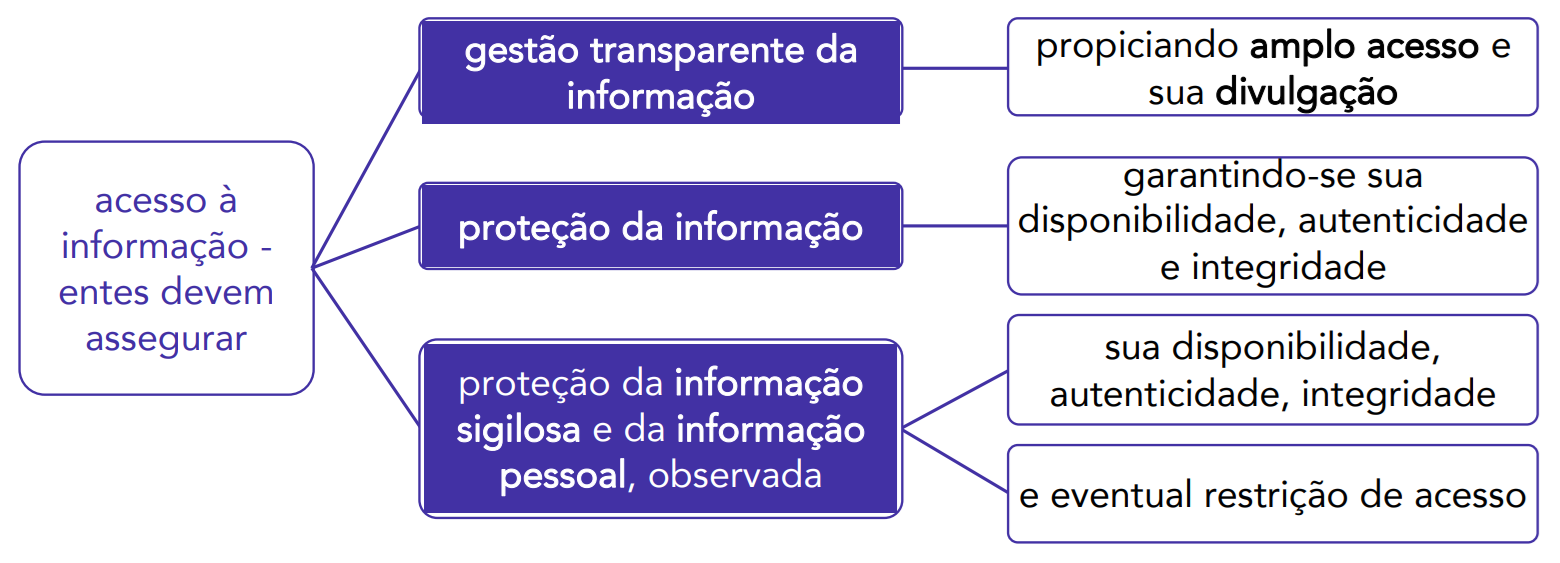 acesso à
informação -
entes devem
assegurar
gestão transparente da
informação
propiciando amplo acesso e
sua divulgação
proteção da informação
garantindo-se sua
disponibilidade, autenticidade
e integridade
proteção da informação
sigilosa e da informação
pessoal, observada
sua disponibilidade,
autenticidade, integridade
e eventual restrição de acesso